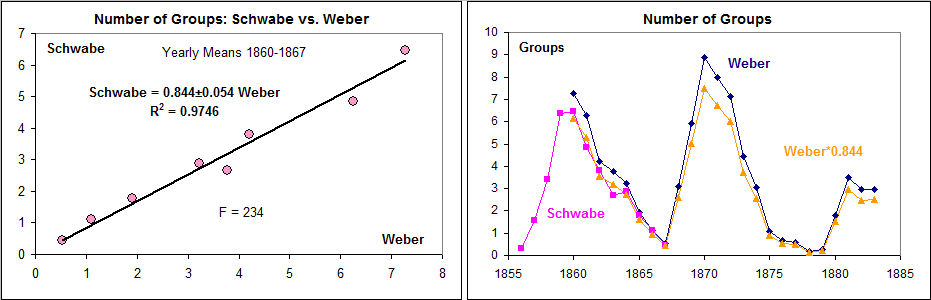 Number of Groups: Schwabe vs. Weber
7
6
5
4
3
2
1
0
Schwabe
Yearly Means 1860-1867
Schwabe = 0.844±0.054 Weber
R² = 0.9746
F = 234
Weber
0 1 2 3 4 5 6 7 8
Number of Groups
10
9
8
7
6
5
4
3
2
1
0
Groups
Weber
Weber*0.844
Schwabe
1855 1860 1865 1870 1875 1880 1885